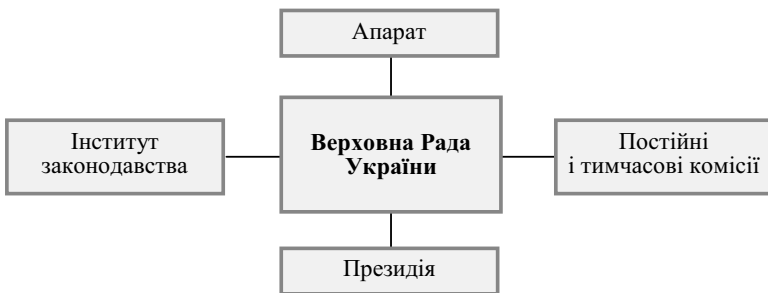 Апарат
Інститут
законодавства
Верховна Рада
України
Постійні
і тимчасові комісії
Президія